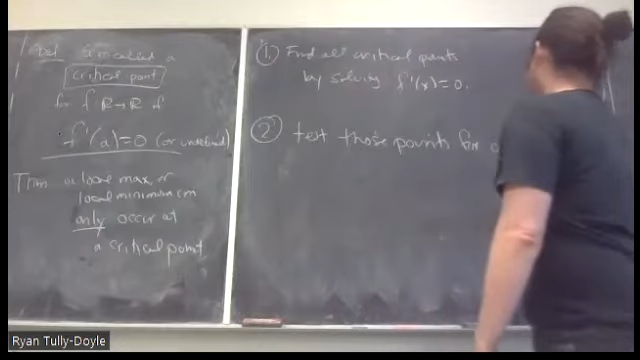 Def is called a
critical point
for f: R→R if
f'(a)=0 (or undefined)
Thm a local max or
local minimum can
only occur at
a critical point
1. Find all critical points
by solving f'(x)=0.
2 test those points for
Ryan Tully-Doyle